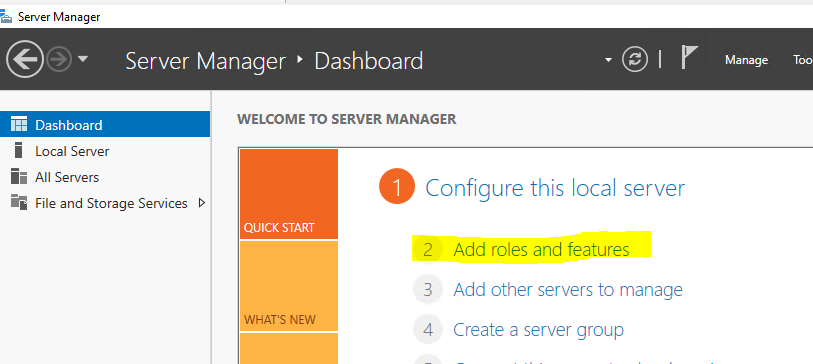 Server Manager
Server Manager ‣ Dashboard
Manage
Dashboard
Local Server
All Servers
File and Storage Services
WELCOME TO SERVER MANAGER
QUICK START
WHAT'S NEW
1 Configure this local server
2 Add roles and features
3 Add other servers to manage
4 Create a server group